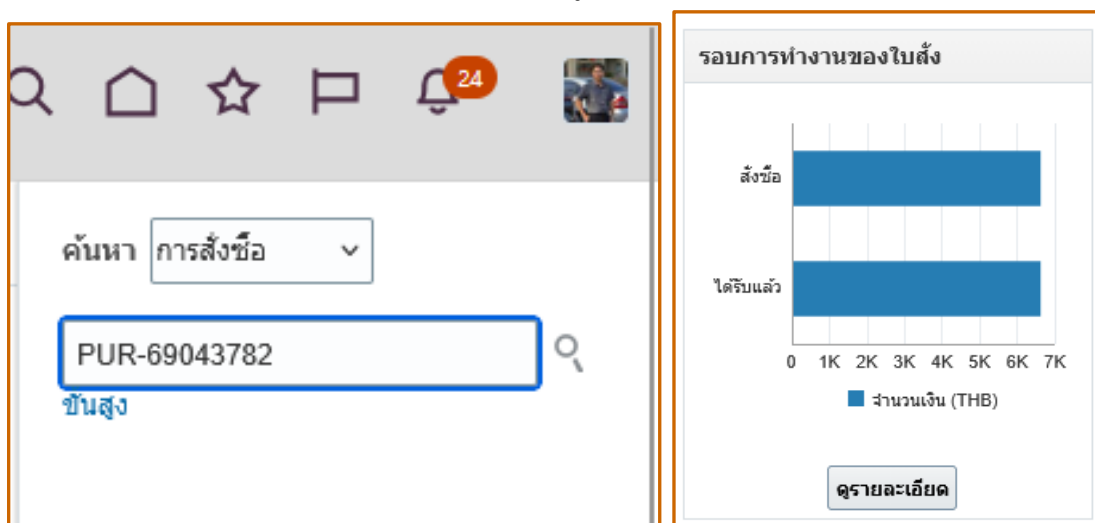 24
ค้นหา การสั่งซื้อ
PUR-69043782
ขั้นสูง
รอบการทำงานของใบสั่ง
สั่งซื้อ
ได้รับแล้ว
0 1K 2K 3K 4K 5K 6K 7K
จำนวนเงิน (THB)
ดูรายละเอียด